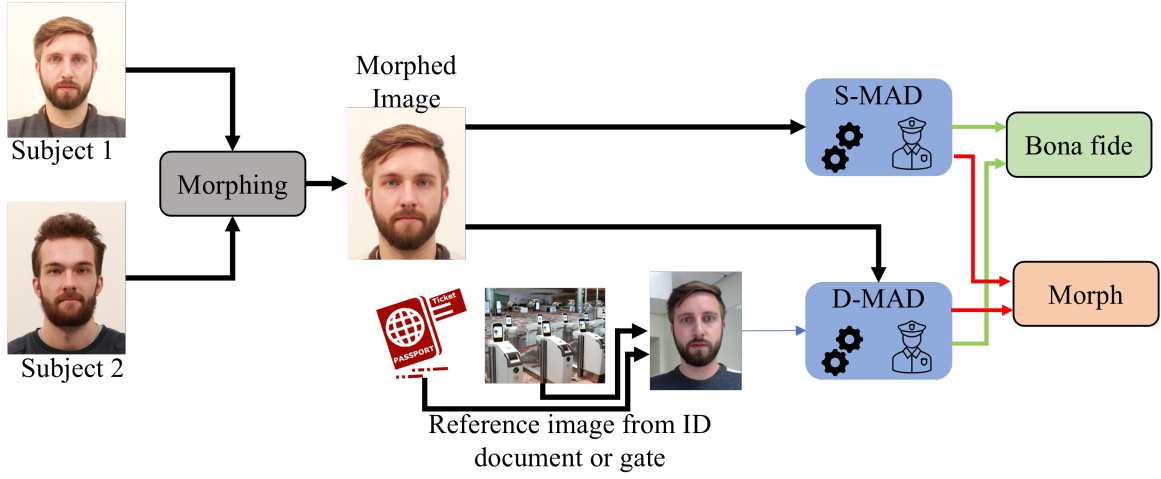 Subject 1
Morphing
Subject 2
Morphed
Image
S-MAD
Bona fide
D-MAD
Morph
Ticket
PASSPORT
Reference image from ID
document or gate